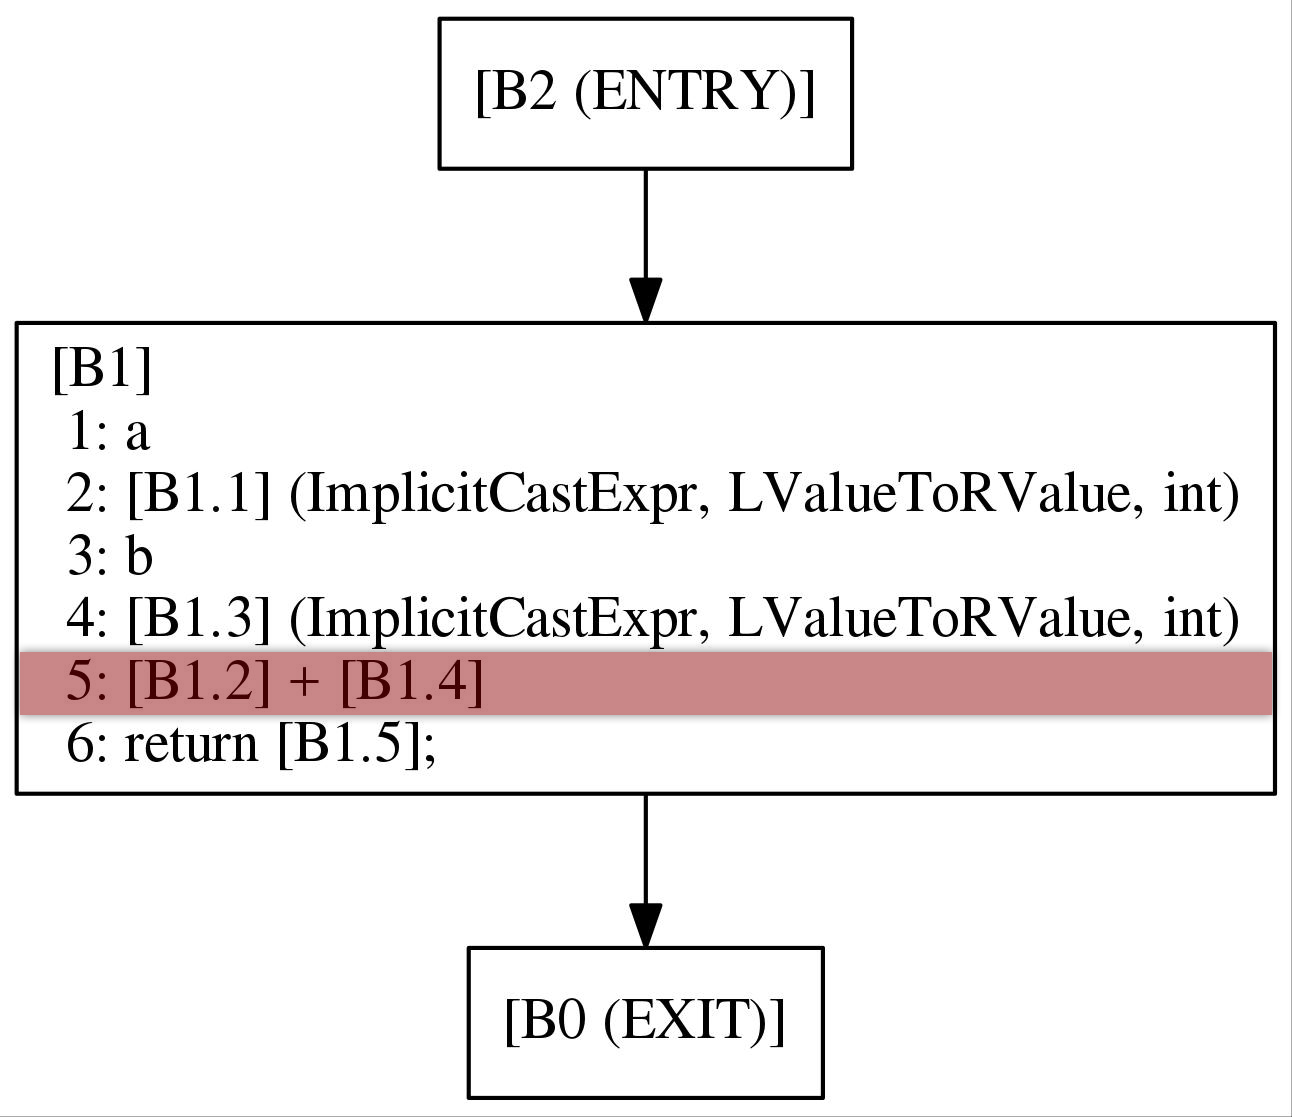 [B2 (ENTRY)]
[B1]
1: a
2: [B1.1] (ImplicitCastExpr, LValueToRValue, int)
3: b
4: [B1.3] (ImplicitCastExpr, LValueToRValue, int)
5: [B1.2] + [B1.4]
6: return [B1.5];
[B0 (EXIT)]